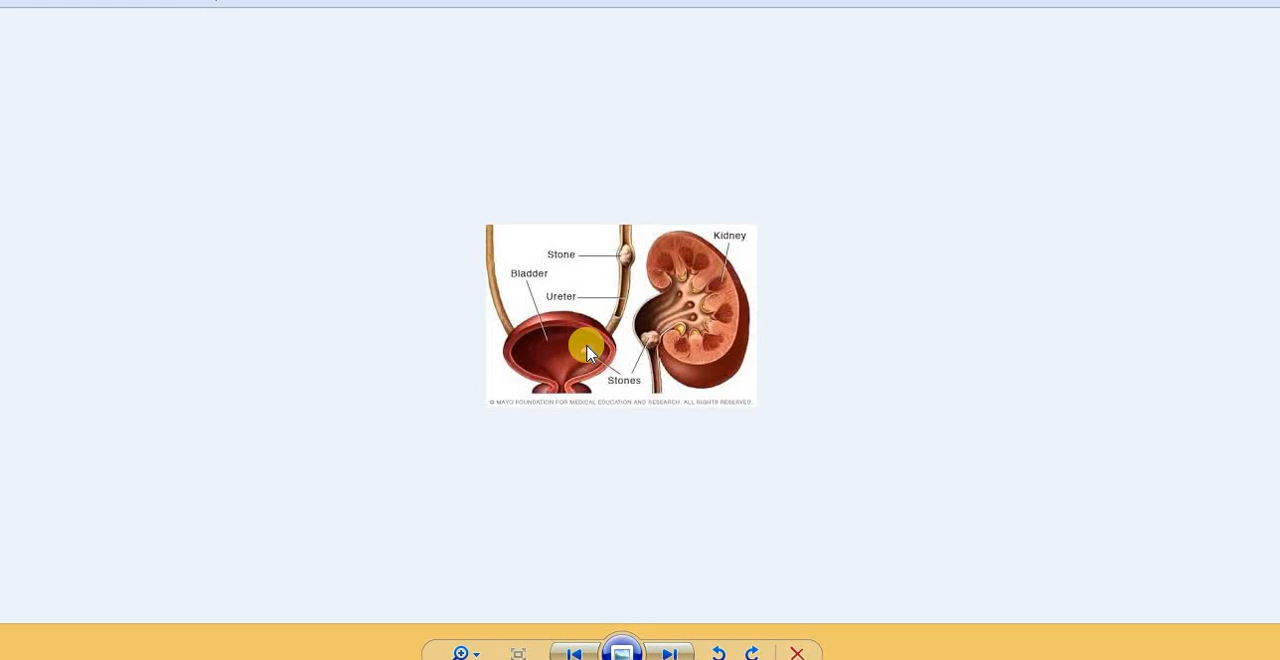 Kidney
Stone
Bladder
Ureter
Stones
© MAYO FOUNDATION FOR MEDICAL EDUCATION AND RESEARCH. ALL RIGHTS RESERVED.